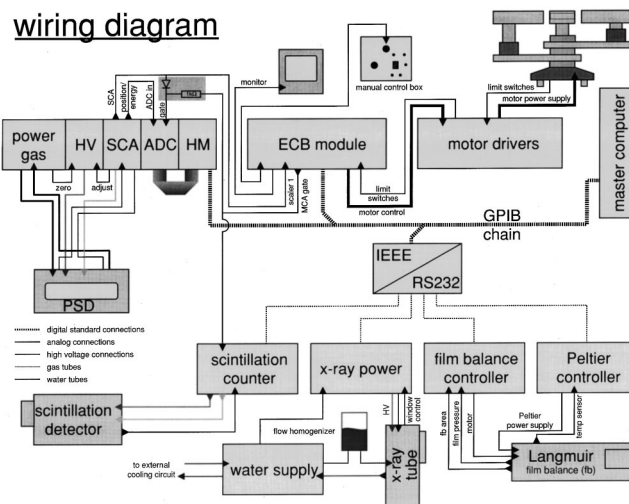 wiring diagram
SCA
position/
energy
ADC in
gate
1kΩ
monitor
manual control box
limit switches
motor power supply
power
gas
HV
SCA
ADC
HM
ECB module
motor drivers
master computer
zero
adjust
scaler 1
MCA gate
limit
switches
motor control
GPIB
chain
IEEE
RS232
PSD
digital standard connections
analog connections
high voltage connections
gas tubes
water tubes
scintillation
counter
x-ray power
film balance
controller
Peltier
controller
scintillation
detector
HV
window
control
fb area
film pressure
motor
Peltier
power supply
temp sensor
flow homogenizer
to external
cooling circuit
water supply
x-ray
tube
Langmuir
film balance (fb)